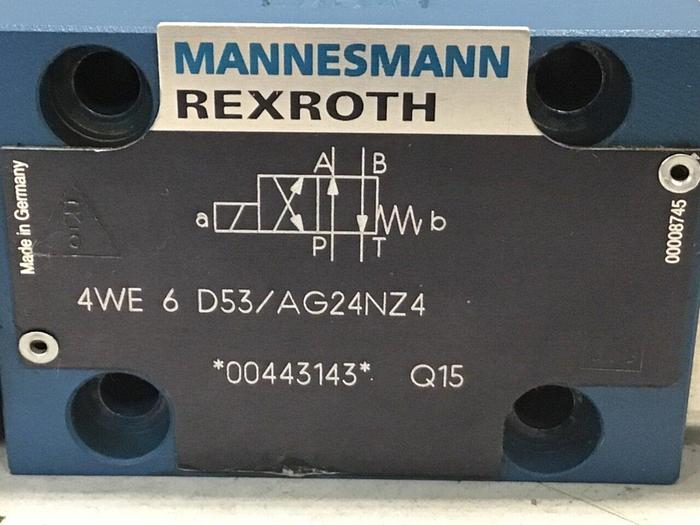 MANNESMANN
REXROTH
A B
a b
P T
Made in Germany
00008745
4WE 6 D53/AG24NZ4
*00443143* Q15